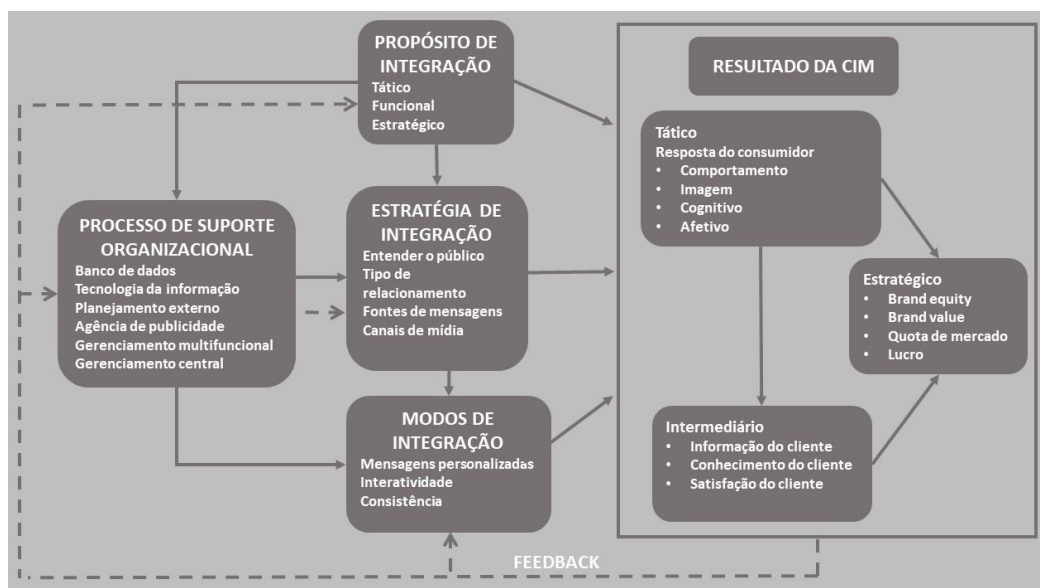 PROPÓSITO DE
INTEGRAÇÃO
Tático
Funcional
Estratégico
PROCESSO DE SUPORTE
ORGANIZACIONAL
Banco de dados
Tecnologia da informação
Planejamento externo
Agência de publicidade
Gerenciamento multifuncional
Gerenciamento central
ESTRATÉGIA DE
INTEGRAÇÃO
Entender o público
Tipo de
relacionamento
Fontes de mensagens
Canais de mídia
MODOS DE
INTEGRAÇÃO
Mensagens personalizadas
Interatividade
Consistência
RESULTADO DA CIM
Tático
Resposta do consumidor
• Comportamento
• Imagem
• Cognitivo
• Afetivo
Estratégico
• Brand equity
• Brand value
• Quota de mercado
• Lucro
Intermediário
• Informação do cliente
• Conhecimento do cliente
• Satisfação do cliente
FEEDBACK